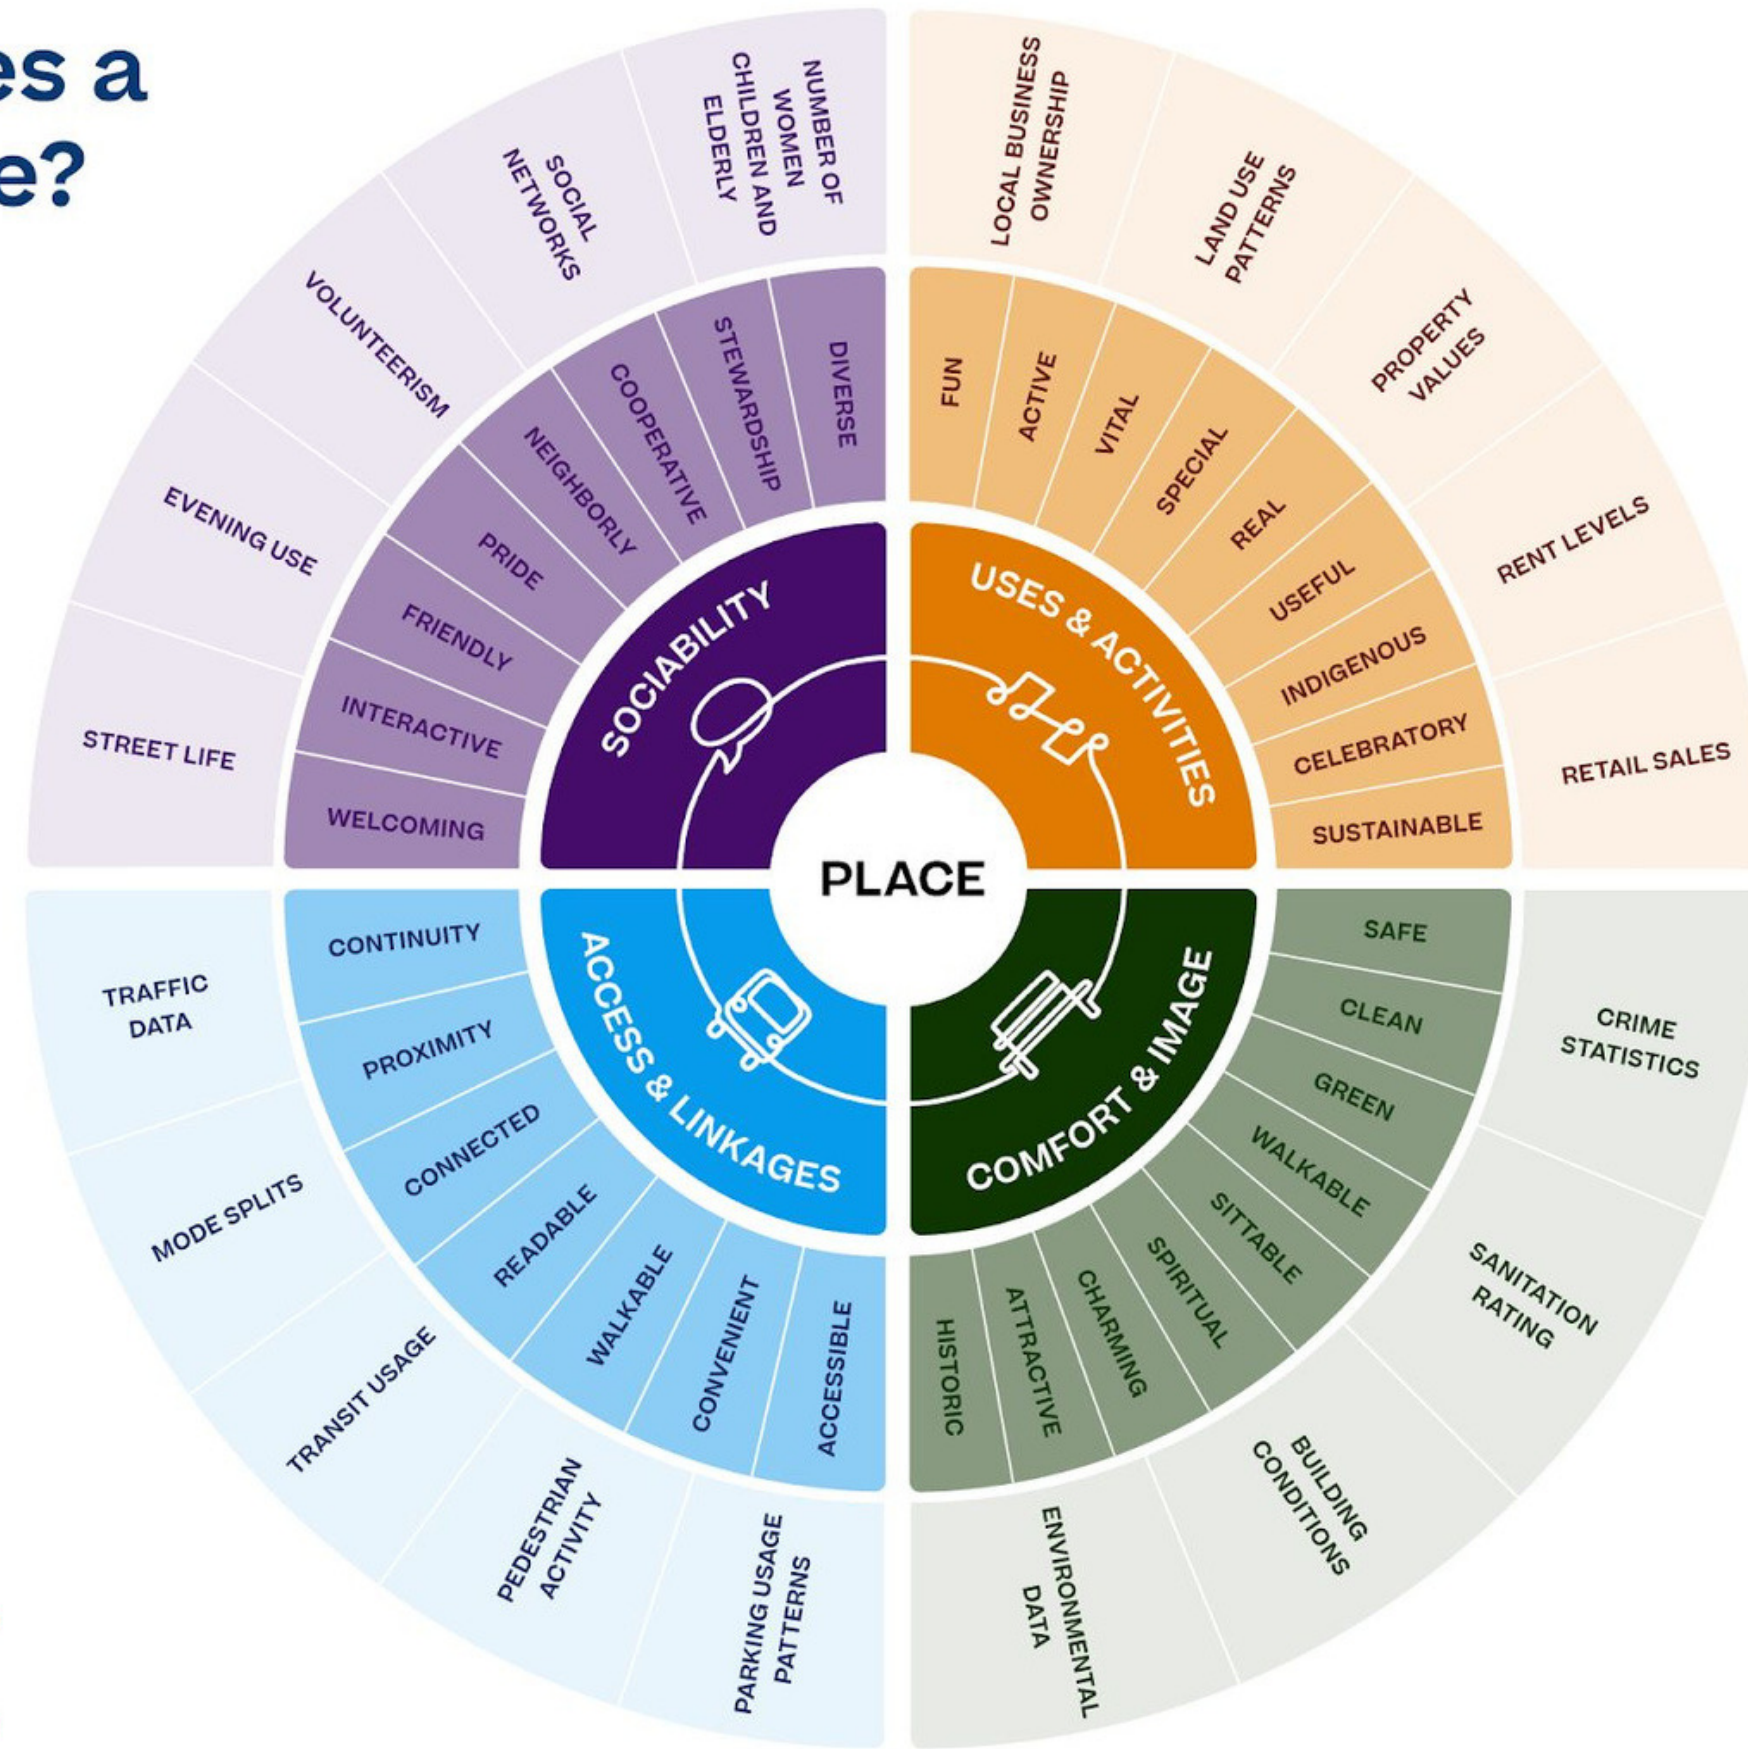 es a
e?
NUMBER OF
WOMEN
CHILDREN AND
ELDERLY
SOCIAL
NETWORKS
VOLUNTEERISM
EVENING USE
STREET LIFE
DIVERSE
STEWARDSHIP
COOPERATIVE
NEIGHBORLY
PRIDE
FRIENDLY
INTERACTIVE
WELCOMING
SOCIABILITY
LOCAL BUSINESS
OWNERSHIP
LAND USE
PATTERNS
PROPERTY
VALUES
RENT LEVELS
RETAIL SALES
FUN
ACTIVE
VITAL
SPECIAL
REAL
USEFUL
INDIGENOUS
CELEBRATORY
SUSTAINABLE
USES & ACTIVITIES
PLACE
ACCESS & LINKAGES
CONTINUITY
PROXIMITY
CONNECTED
READABLE
WALKABLE
CONVENIENT
ACCESSIBLE
TRAFFIC
DATA
MODE SPLITS
TRANSIT USAGE
PEDESTRIAN
ACTIVITY
PARKING USAGE
PATTERNS
COMFORT & IMAGE
SAFE
CLEAN
GREEN
WALKABLE
SITTABLE
SPIRITUAL
CHARMING
ATTRACTIVE
HISTORIC
CRIME
STATISTICS
SANITATION
RATING
BUILDING
CONDITIONS
ENVIRONMENTAL
DATA